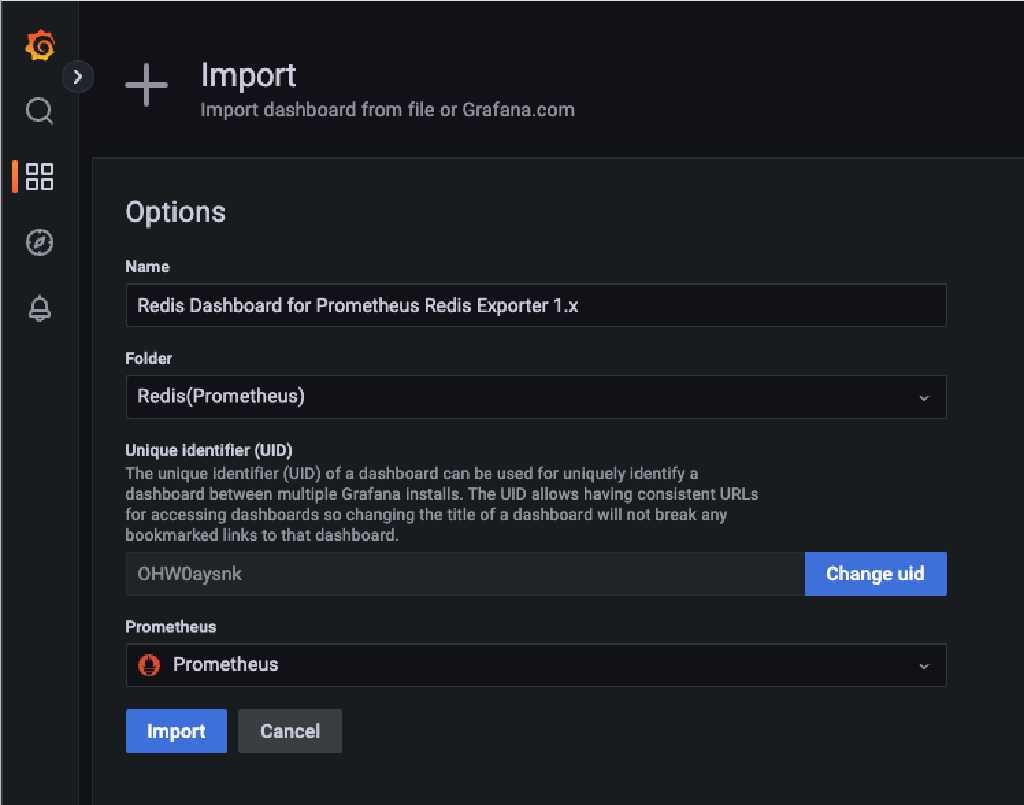 Import
Import dashboard from file or Grafana.com
Options
Name
Redis Dashboard for Prometheus Redis Exporter 1.x
Folder
Redis(Prometheus)
Unique identifier (UID)
The unique identifier (UID) of a dashboard can be used for uniquely identify a
dashboard between multiple Grafana installs. The UID allows having consistent URLs
for accessing dashboards so changing the title of a dashboard will not break any
bookmarked links to that dashboard.
OHW0aysnk
Change uid
Prometheus
Prometheus
Import
Cancel